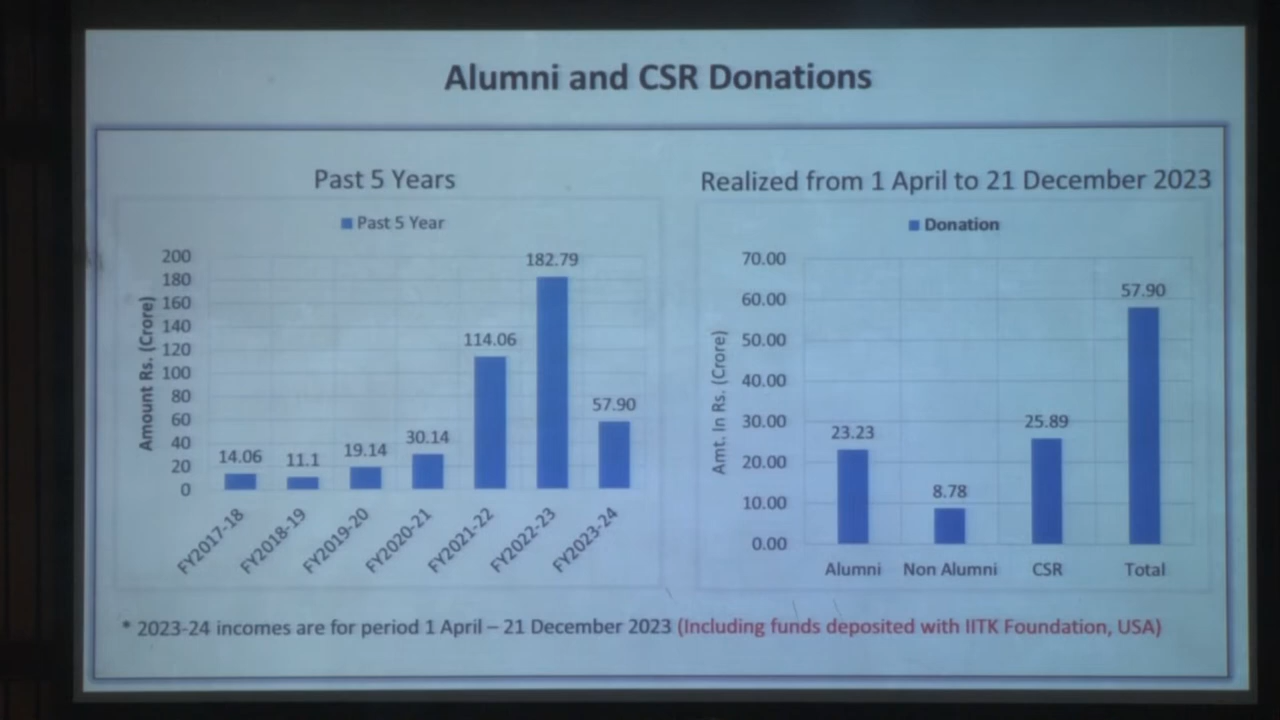 Alumni and CSR Donations
Past 5 Years
Past 5 Year
Amount Rs. (Crore)
200
180
160
140
120
100
80
60
40
20
0
14.06
11.1
19.14
30.14
114.06
182.79
57.90
FY2017-18
FY2018-19
FY2019-20
FY2020-21
FY2021-22
FY2022-23
FY2023-24
Realized from 1 April to 21 December 2023
Donation
Amt. In Rs. (Crore)
70.00
60.00
50.00
40.00
30.00
20.00
10.00
0.00
23.23
8.78
25.89
57.90
Alumni
Non Alumni
CSR
Total
* 2023-24 incomes are for period 1 April – 21 December 2023 (Including funds deposited with IITK Foundation, USA)